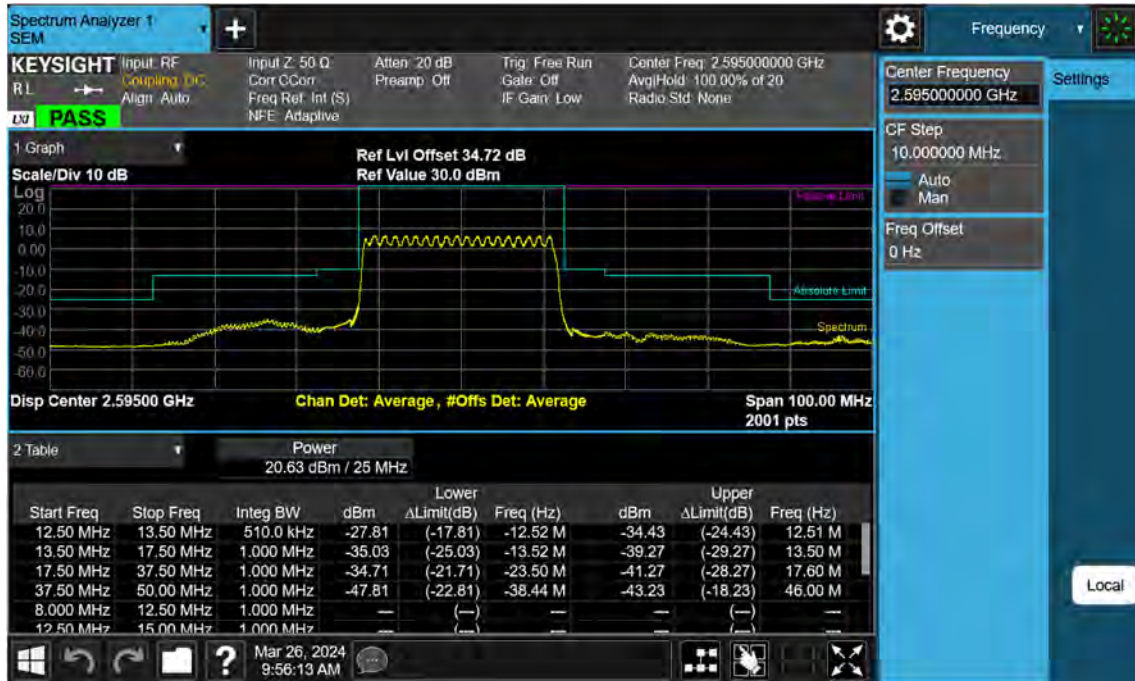 Spectrum Analyzer 1
SEM
+
Frequency
KEYSIGHT
RL
LXI
PASS
Input: RF
Coupling: DC
Align: Auto
Input Z: 50 Ω
Corr CCorr
Freq Ref: Int (S)
NFE: Adaptive
Atten: 20 dB
Preamp: Off
Trig: Free Run
Gate: Off
IF Gain: Low
Center Freq: 2.595000000 GHz
Avg|Hold: 100.00% of 20
Radio Std: None
Center Frequency
2.595000000 GHz
Settings
CF Step
10.000000 MHz
Auto
Man
Freq Offset
0 Hz
Local
1 Graph
Scale/Div 10 dB
Ref Lvl Offset 34.72 dB
Ref Value 30.0 dBm
Log
20.0
10.0
0.00
-10.0
-20.0
-30.0
-40.0
-50.0
-60.0
Relative Limit
Absolute Limit
Spectrum
Disp Center 2.59500 GHz
Chan Det: Average, #Offs Det: Average
Span 100.00 MHz
2001 pts
2 Table
Power
20.63 dBm / 25 MHz
Lower Upper
Start Freq Stop Freq Integ BW dBm ΔLimit(dB) Freq (Hz) dBm ΔLimit(dB) Freq (Hz)
12.50 MHz 13.50 MHz 510.0 kHz -27.81 (-17.81) -12.52 M -34.43 (-24.43) 12.51 M
13.50 MHz 17.50 MHz 1.000 MHz -35.03 (-25.03) -13.52 M -39.27 (-29.27) 13.50 M
17.50 MHz 37.50 MHz 1.000 MHz -34.71 (-21.71) -23.50 M -41.27 (-28.27) 17.60 M
37.50 MHz 50.00 MHz 1.000 MHz -47.81 (-22.81) -38.44 M -43.23 (-18.23) 46.00 M
8.000 MHz 12.50 MHz 1.000 MHz --- (---) --- --- (---) ---
12.50 MHz 15.00 MHz 1.000 MHz --- (---) --- --- (---) ---
?
Mar 26, 2024
9:56:13 AM